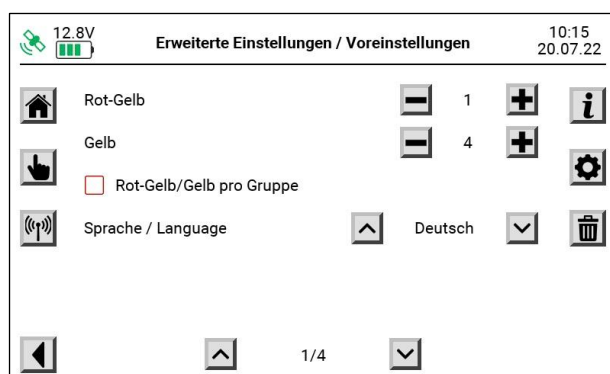 12.8V
Erweiterte Einstellungen / Voreinstellungen
10:15
20.07.22
Rot-Gelb
1
Gelb
4
Rot-Gelb/Gelb pro Gruppe
Sprache / Language
Deutsch
1/4